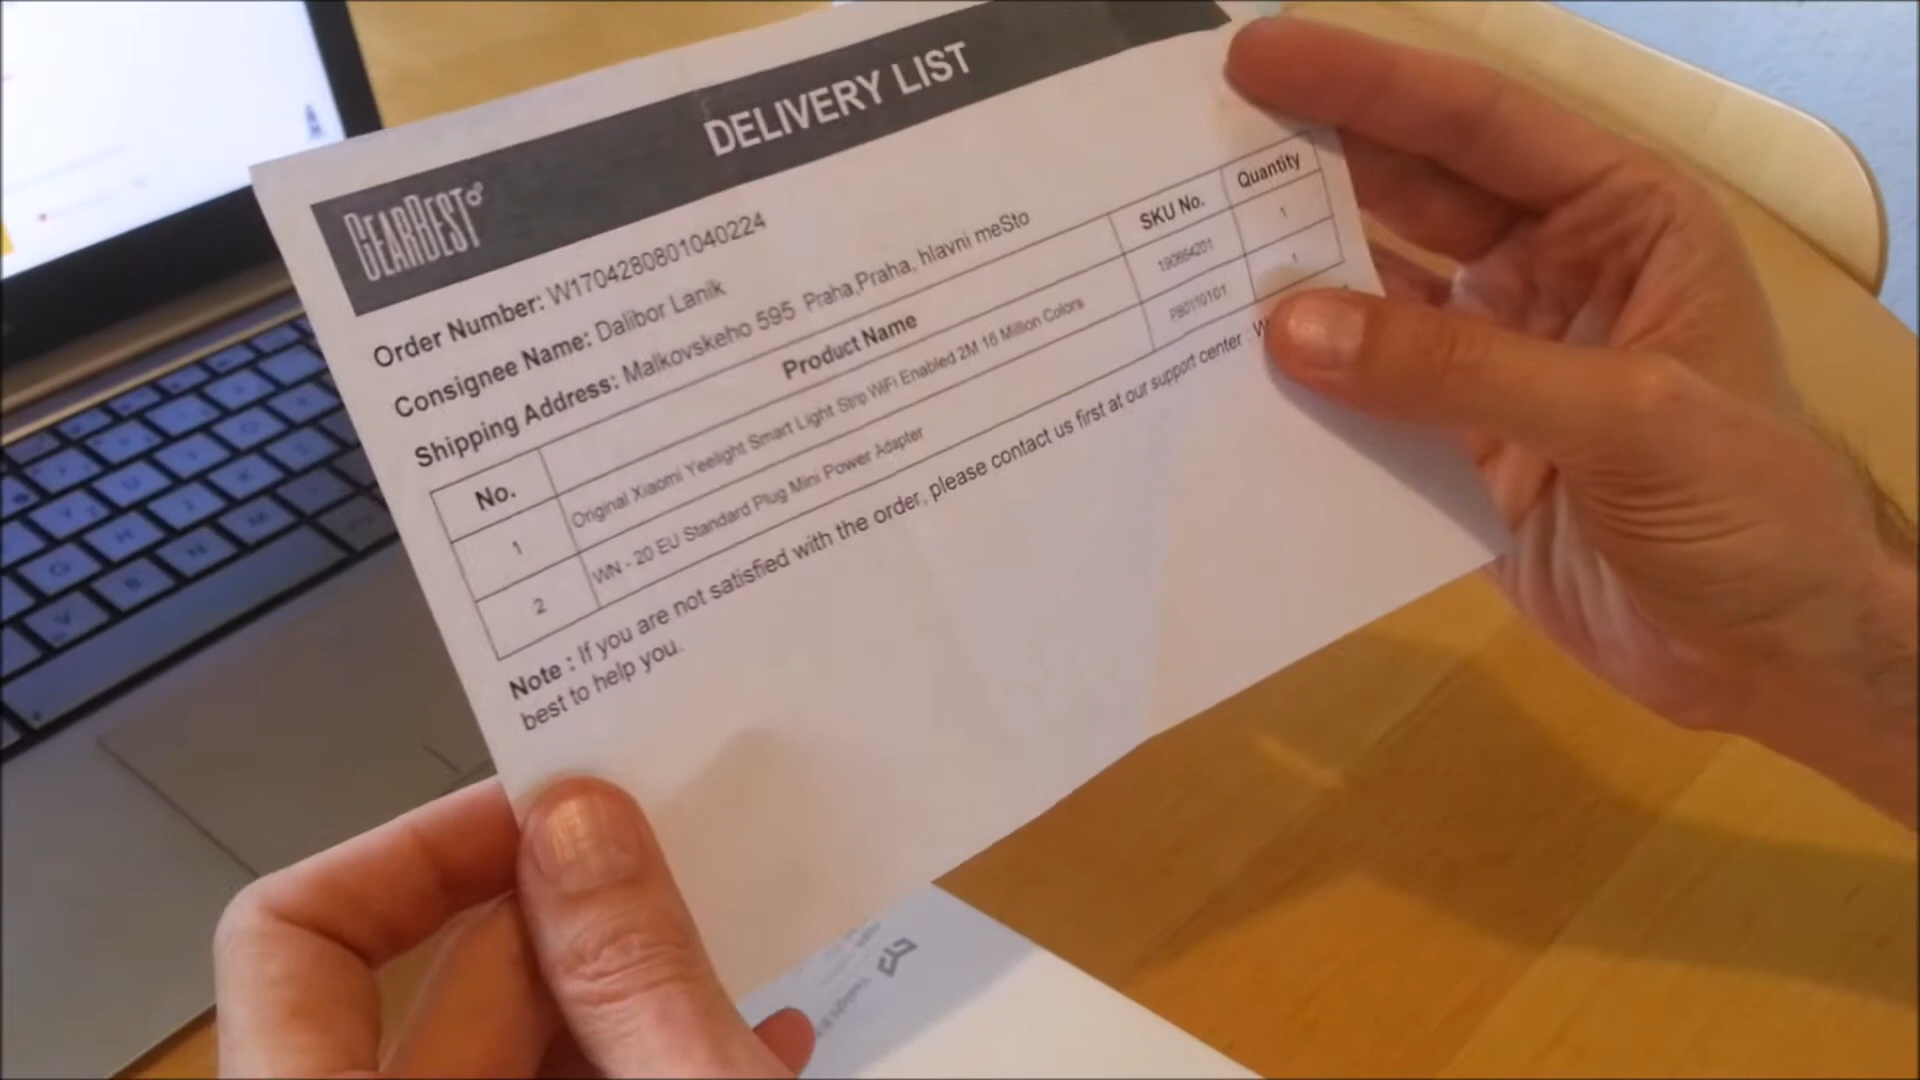 DELIVERY LIST
GEARBEST
Order Number: W1704280801040224
Consignee Name: Dalibor Lanik
Shipping Address: Malkovskeho 595 Praha,Praha, hlavni meSto
No. Product Name SKU No. Quantity
1 Original Xiaomi Yeelight Smart Light Strip WiFi Enabled 2M 16 Million Colors 190664201 1
2 WN - 20 EU Standard Plug Mini Power Adapter PB0110101 1
Note : If you are not satisfied with the order, please contact us first at our support center :
best to help you.